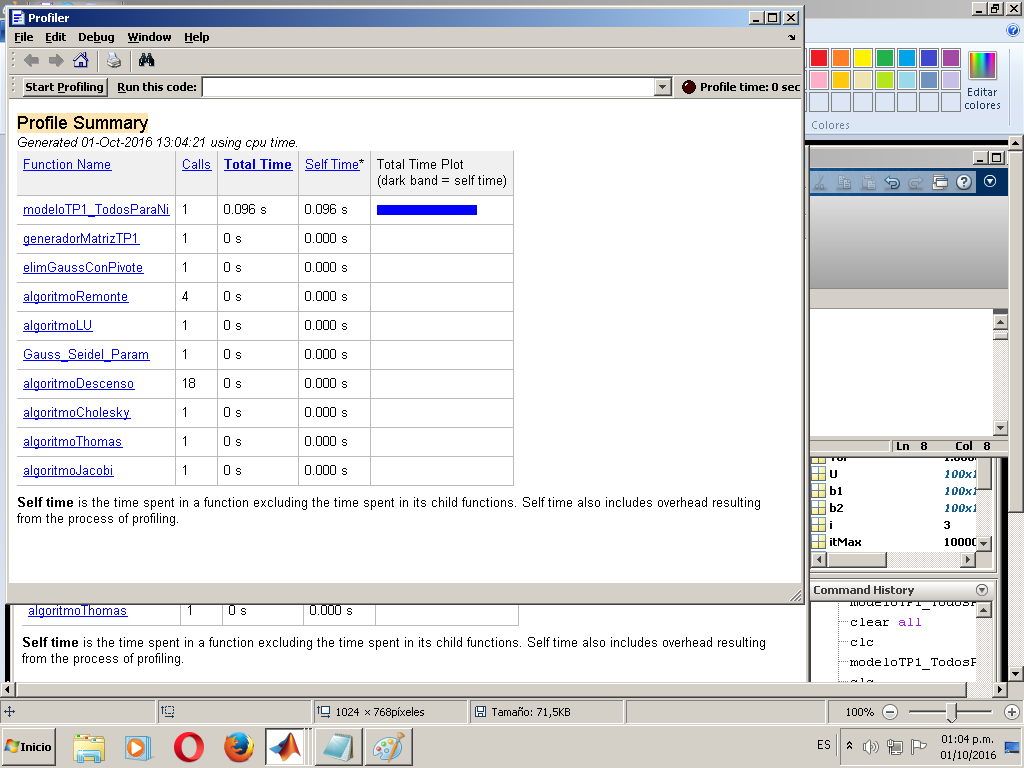 Profiler
File Edit Debug Window Help
Start Profiling Run this code: Profile time: 0 sec
Profile Summary
Generated 01-Oct-2016 13:04:21 using cpu time.
Function Name Calls Total Time Self Time* Total Time Plot
(dark band = self time)
modeloTP1_TodosParaNi 1 0.096 s 0.096 s
generadorMatrizTP1 1 0 s 0.000 s
elimGaussConPivote 1 0 s 0.000 s
algoritmoRemonte 4 0 s 0.000 s
algoritmoLU 1 0 s 0.000 s
Gauss_Seidel_Param 1 0 s 0.000 s
algoritmoDescenso 18 0 s 0.000 s
algoritmoCholesky 1 0 s 0.000 s
algoritmoThomas 1 0 s 0.000 s
algoritmoJacobi 1 0 s 0.000 s
Self time is the time spent in a function excluding the time spent in its child functions. Self time also includes overhead resulting
from the process of profiling.
algoritmoThomas 1 0 s 0.000 s
Self time is the time spent in a function excluding the time spent in its child functions. Self time also includes overhead resulting
from the process of profiling.
Editar
colores
Colores
Ln 8 Col 8
U 100x1
b1 100x1
b2 100x1
i 3
itMax 10000
Command History
modeloTP1_TodosP
clear all
clc
modeloTP1_TodosP
clc
1024 × 768píxeles
Tamaño: 71,5KB
100%
Inicio
ES
01:04 p.m.
01/10/2016